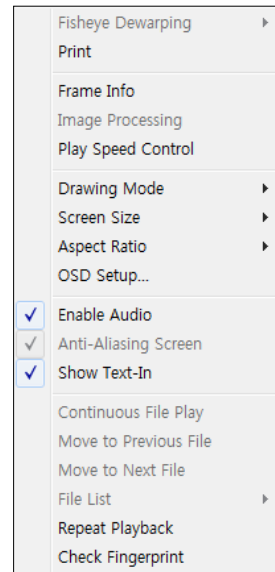 Fisheye Dewarping
Print
Frame Info
Image Processing
Play Speed Control
Drawing Mode
Screen Size
Aspect Ratio
OSD Setup...
Enable Audio
Anti-Aliasing Screen
Show Text-In
Continuous File Play
Move to Previous File
Move to Next File
File List
Repeat Playback
Check Fingerprint